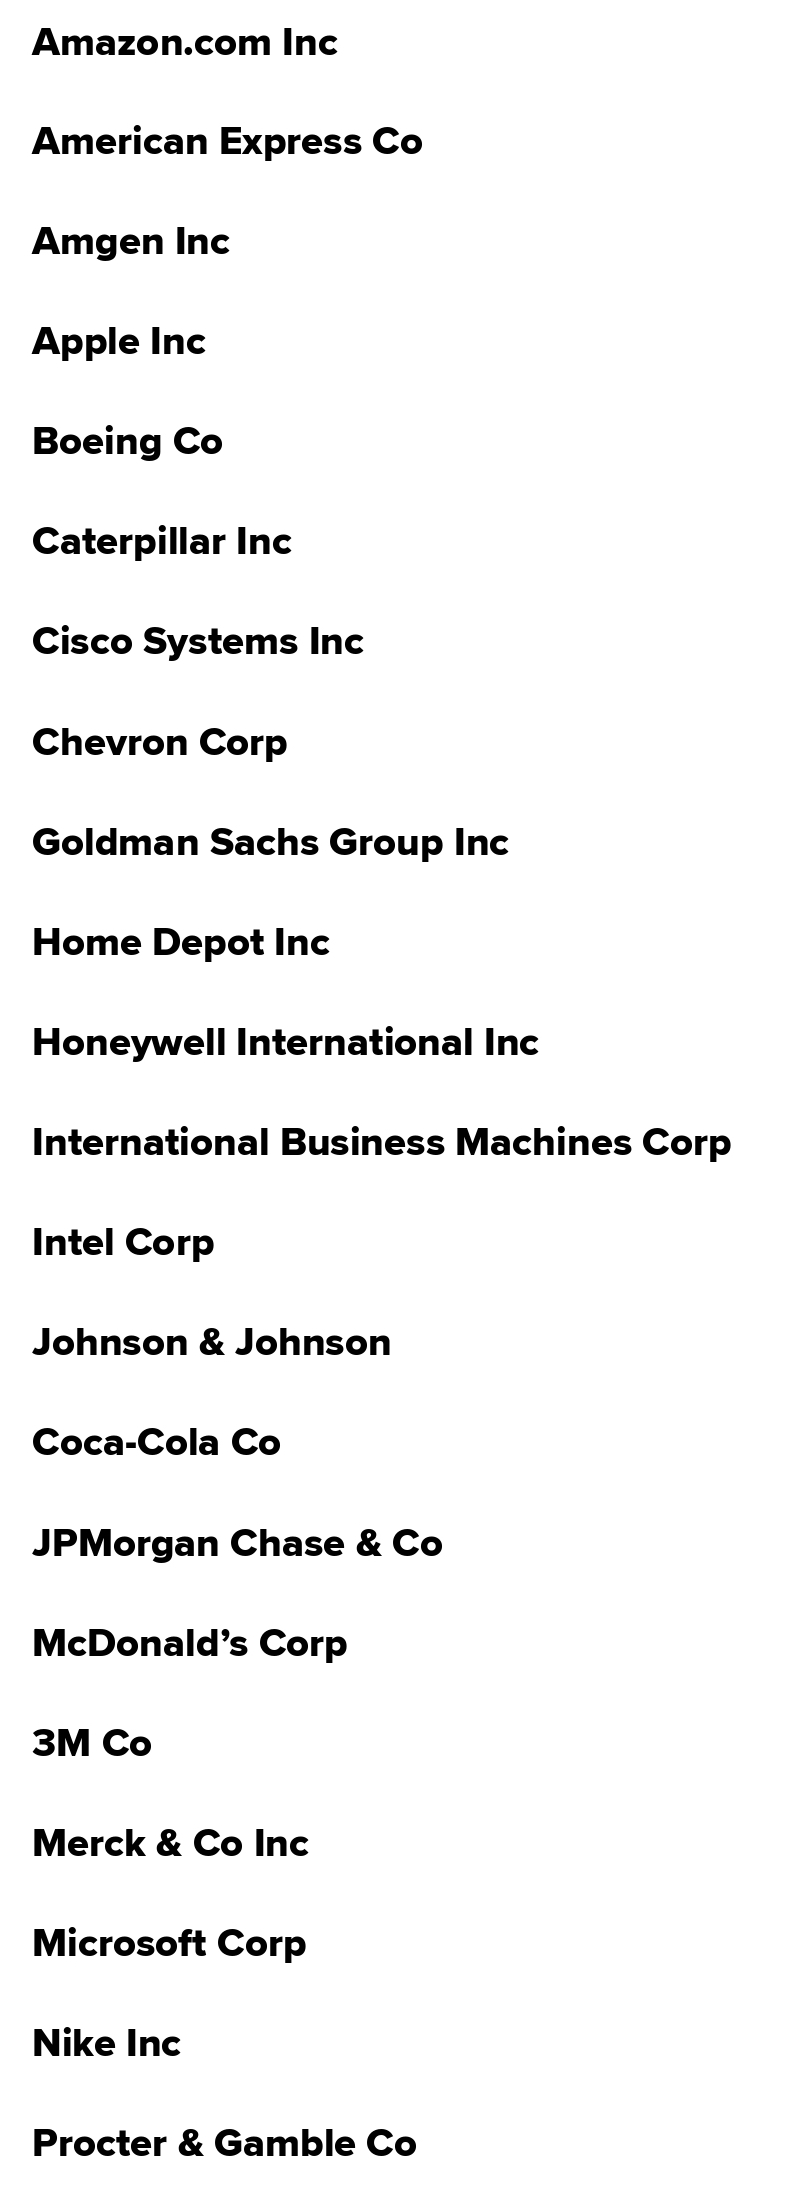 Amazon.com Inc
American Express Co
Amgen Inc
Apple Inc
Boeing Co
Caterpillar Inc
Cisco Systems Inc
Chevron Corp
Goldman Sachs Group Inc
Home Depot Inc
Honeywell International Inc
International Business Machines Corp
Intel Corp
Johnson & Johnson
Coca-Cola Co
JPMorgan Chase & Co
McDonald’s Corp
3M Co
Merck & Co Inc
Microsoft Corp
Nike Inc
Procter & Gamble Co